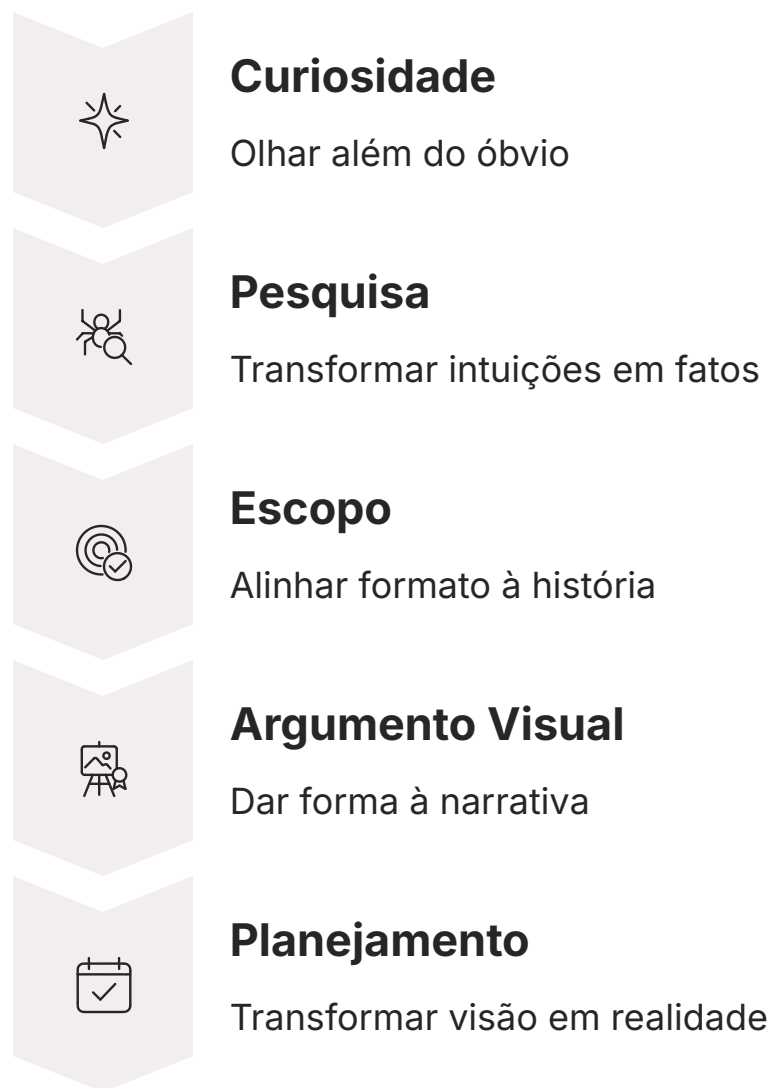 Curiosidade
Olhar além do óbvio
Pesquisa
Transformar intuições em fatos
Escopo
Alinhar formato à história
Argumento Visual
Dar forma à narrativa
Planejamento
Transformar visão em realidade